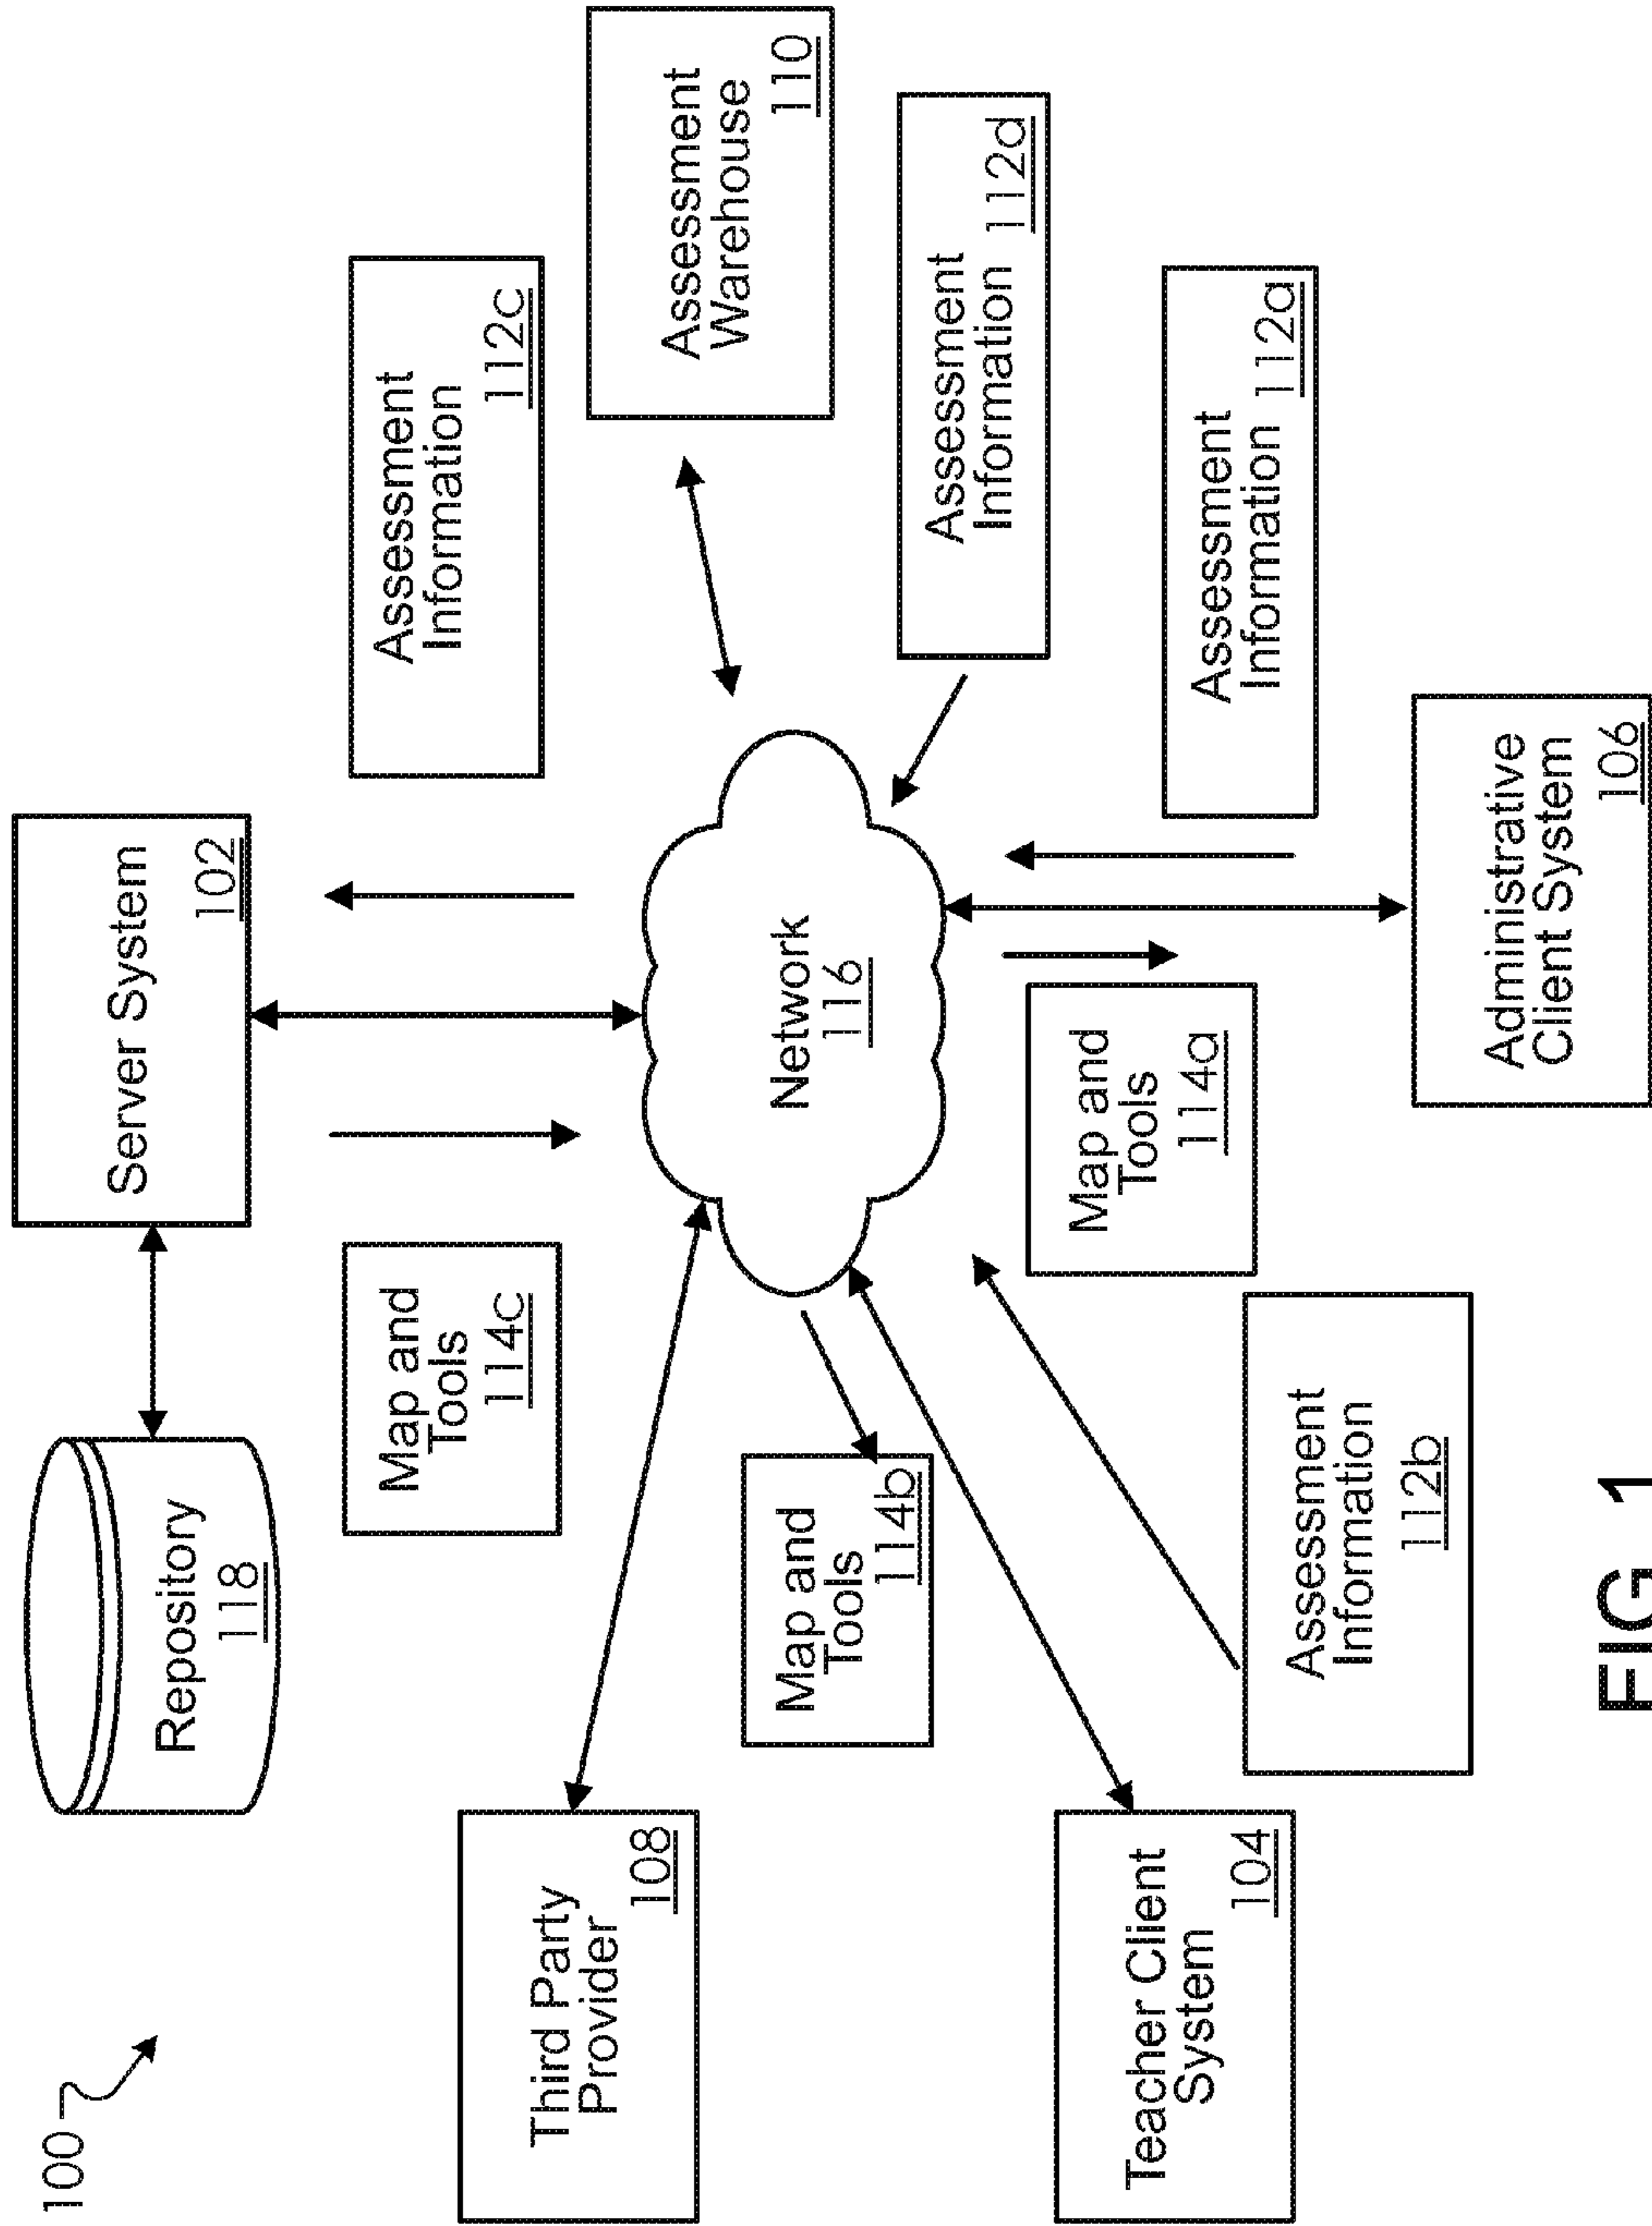 100
Repository
118
Server System
102
Map and
Tools
114c
Assessment
Information
112c
Third Party
Provider
108
Assessment
Warehouse
110
Network
116
Map and
Tools
114b
Assessment
Information 112d
Map and
Tools
114a
Teacher Client
System
104
Assessment
Information 112a
Assessment
Information
112b
Administrative
Client System
106
FIG 1